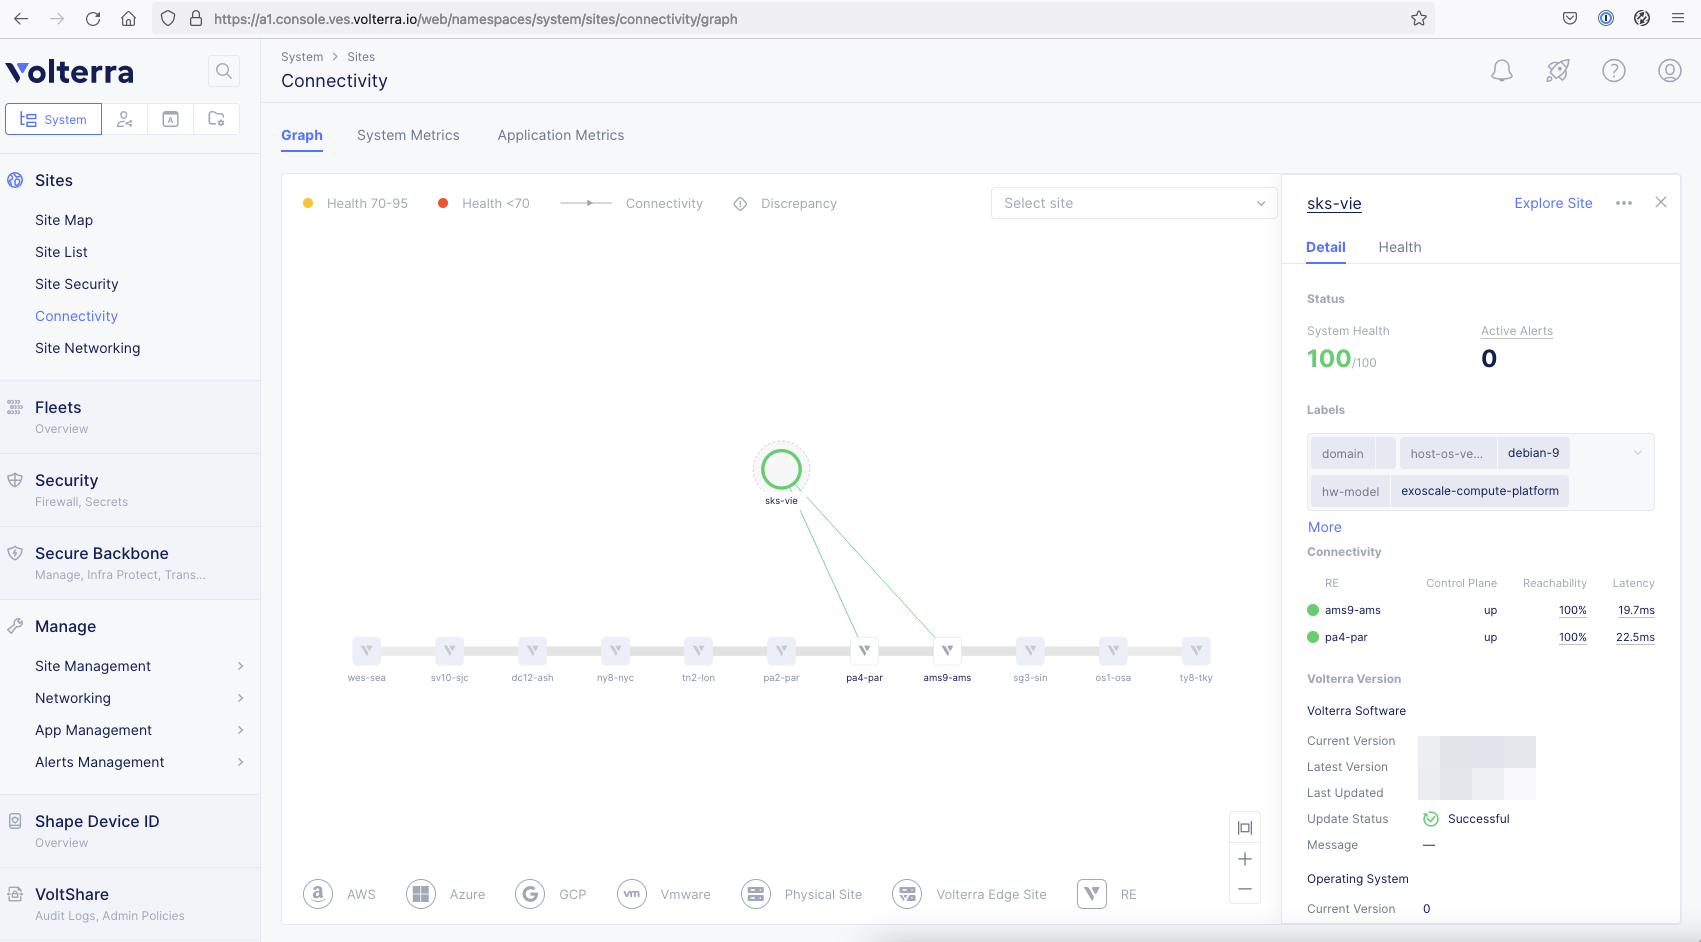 https://a1.console.ves.volterra.io/web/namespaces/system/sites/connectivity/graph
Volterra
System
System > Sites
Connectivity
Graph System Metrics Application Metrics
Sites
Site Map
Site List
Site Security
Connectivity
Site Networking
Fleets
Overview
Security
Firewall, Secrets
Secure Backbone
Manage, Infra Protect, Trans...
Manage
Site Management
Networking
App Management
Alerts Management
Shape Device ID
Overview
VoltShare
Audit Logs, Admin Policies
Health 70-95 Health <70 Connectivity Discrepancy
Select site
sks-vie
wes-sea sv10-sjc dc12-ash ny8-nyc tn2-lon pa2-par pa4-par ams9-ams sg3-sin os1-osa ty8-tky
AWS Azure GCP vm Vmware Physical Site Volterra Edge Site RE
sks-vie Explore Site
Detail Health
Status
System Health Active Alerts
100/100 0
Labels
domain host-os-ve... debian-9
hw-model exoscale-compute-platform
More
Connectivity
RE Control Plane Reachability Latency
ams9-ams up 100% 19.7ms
pa4-par up 100% 22.5ms
Volterra Version
Volterra Software
Current Version
Latest Version
Last Updated
Update Status Successful
Message —
Operating System
Current Version 0